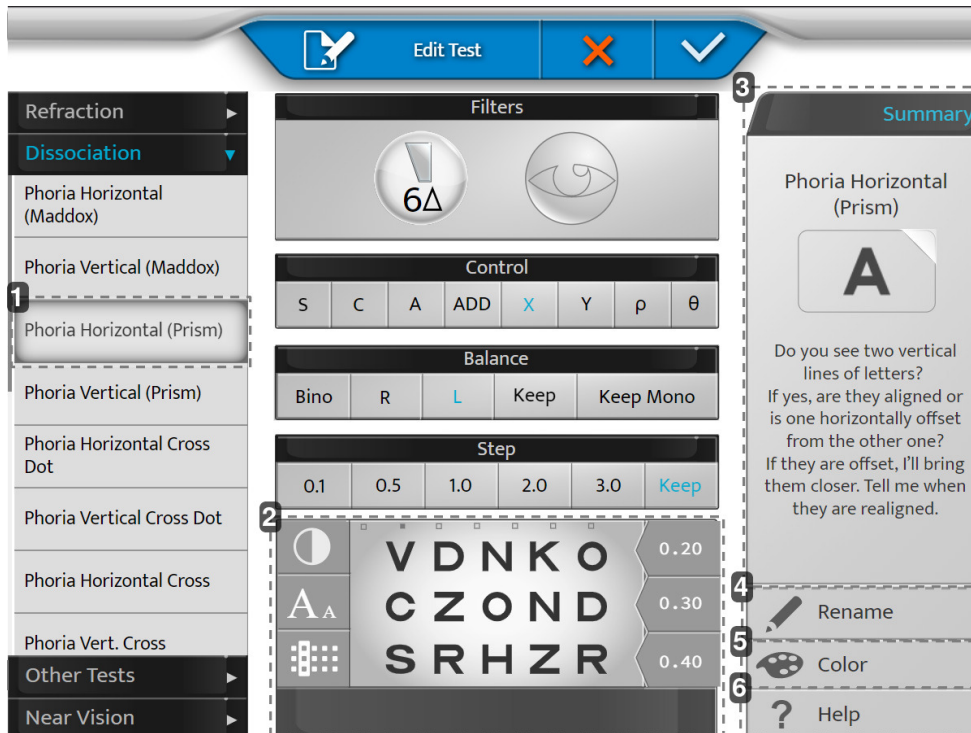 Edit Test
3
Refraction
Dissociation
Phoria Horizontal
(Maddox)
Phoria Vertical (Maddox)
1
Phoria Horizontal (Prism)
Phoria Vertical (Prism)
Phoria Horizontal Cross
Dot
Phoria Vertical Cross Dot
Phoria Horizontal Cross
Phoria Vert. Cross
Other Tests
Near Vision
Filters
6Δ
Control
S C A ADD X Y ρ θ
Balance
Bino R L Keep Keep Mono
Step
0.1 0.5 1.0 2.0 3.0 Keep
2
V D N K O 0.20
A A C Z O N D 0.30
S R H Z R 0.40
Summary
Phoria Horizontal
(Prism)
A
Do you see two vertical
lines of letters?
If yes, are they aligned or
is one horizontally offset
from the other one?
If they are offset, I'll bring
them closer. Tell me when
they are realigned.
4
Rename
5
Color
6
? Help